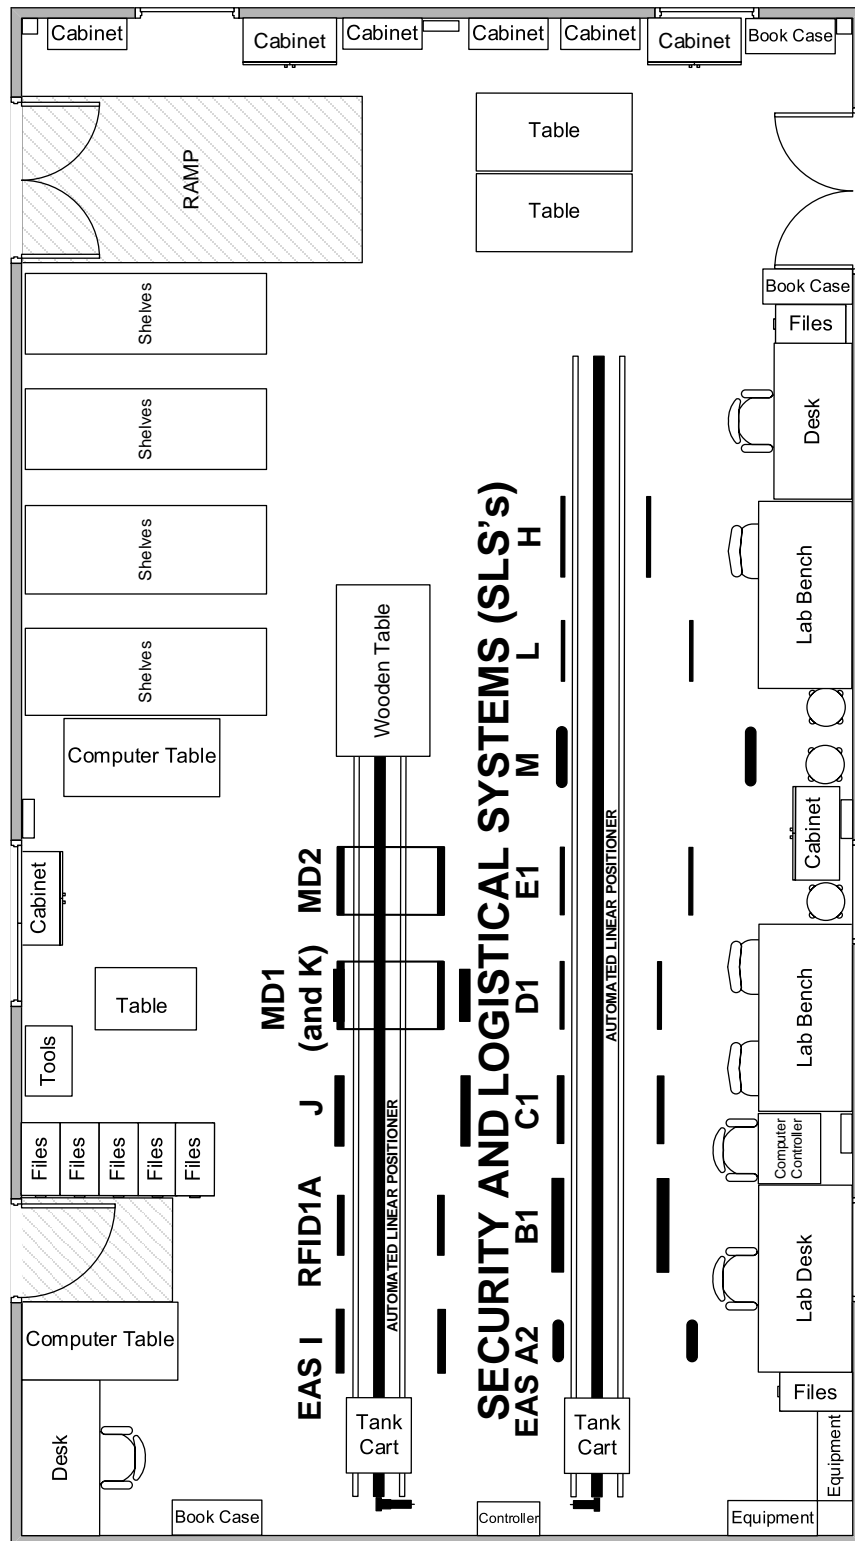 Cabinet
Cabinet
Cabinet
Cabinet
Cabinet
Cabinet
Book Case
RAMP
Table
Table
Book Case
Files
Shelves
Shelves
Shelves
Shelves
Desk
Lab Bench
Wooden Table
Computer Table
SECURITY AND LOGISTICAL SYSTEMS (SLS's)
H
L
M
E1
D1
C1
B1
EAS A2
AUTOMATED LINEAR POSITIONER
Cabinet
Cabinet
MD2
MD1
(and K)
J
RFID1A
EAS I
AUTOMATED LINEAR POSITIONER
Table
Tools
Lab Bench
Files
Files
Files
Files
Files
Computer
Controller
Lab Desk
Computer Table
Files
Desk
Tank
Cart
Tank
Cart
Equipment
Book Case
Controller
Equipment